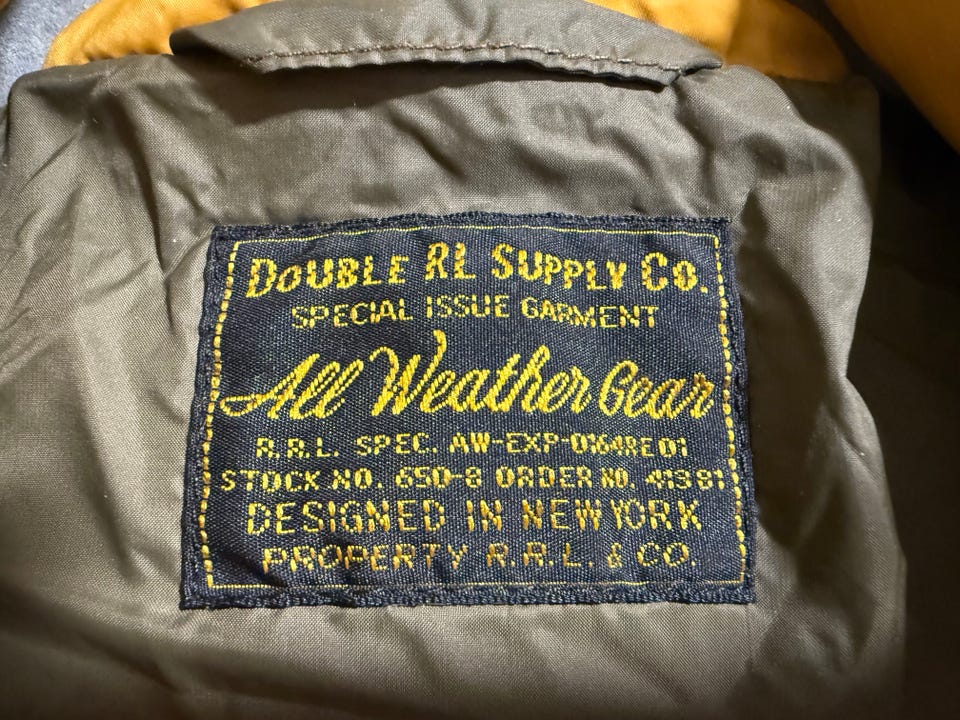 DOUBLE RL SUPPLY CO.
SPECIAL ISSUE GARMENT
All Weather Gear
R.R.L. SPEC. AW-EXP-01648E01
STOCK NO. 650-8 ORDER NO. 41381
DESIGNED IN NEW YORK
PROPERTY R.R.L. & CO.